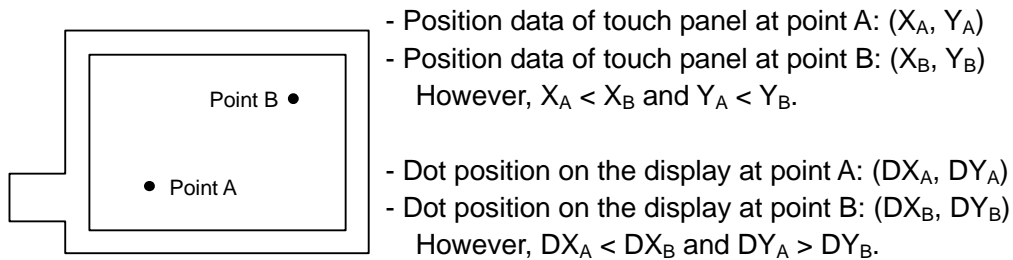 - Position data of touch panel at point A: (XA, YA)
- Position data of touch panel at point B: (XB, YB)
However, XA < XB and YA < YB.
Point B
Point A
- Dot position on the display at point A: (DXA, DYA)
- Dot position on the display at point B: (DXB, DYB)
However, DXA < DXB and DYA > DYB.